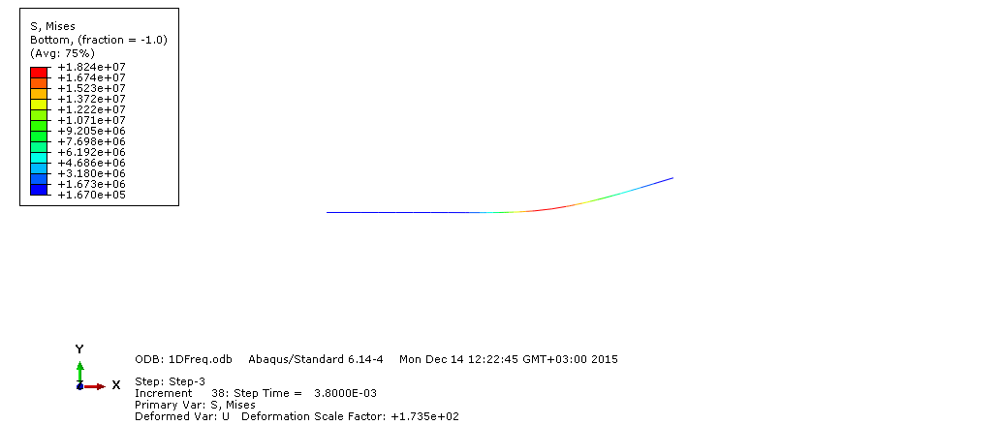 S, Mises
Bottom, (fraction = -1.0)
(Avg: 75%)
+1.824e+07
+1.674e+07
+1.523e+07
+1.372e+07
+1.222e+07
+1.071e+07
+9.205e+06
+7.698e+06
+6.192e+06
+4.686e+06
+3.180e+06
+1.673e+06
+1.670e+05
Y
X
ODB: 1DFreq.odb Abaqus/Standard 6.14-4 Mon Dec 14 12:22:45 GMT+03:00 2015
Step: Step-3
Increment 38: Step Time = 3.8000E-03
Primary Var: S, Mises
Deformed Var: U Deformation Scale Factor: +1.735e+02